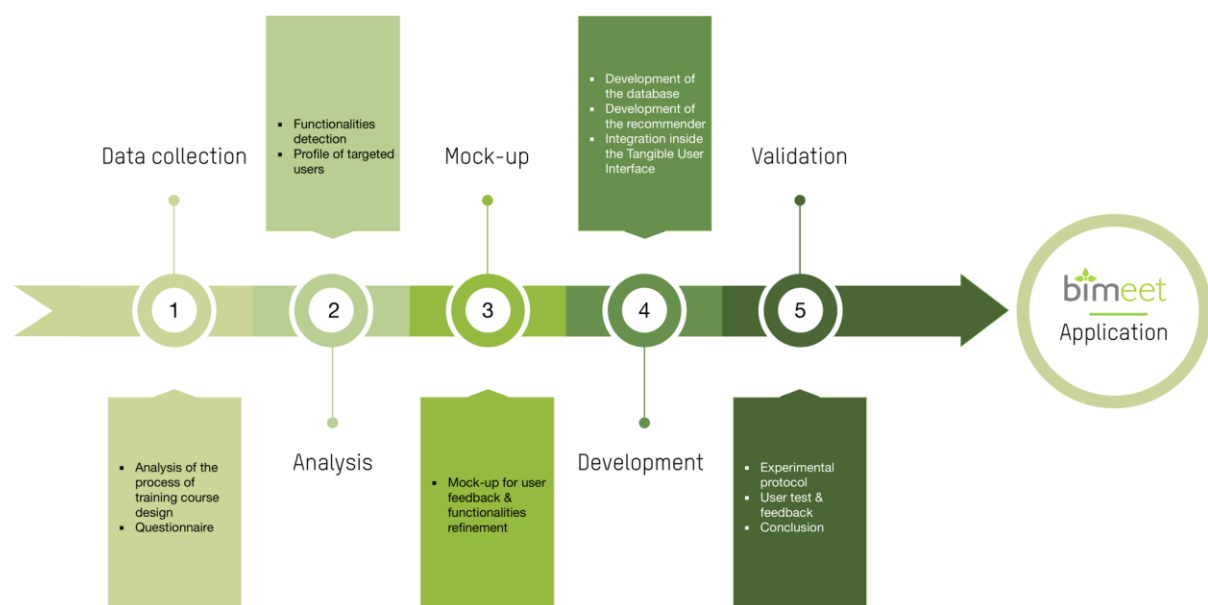 Data collection
1
▪ Analysis of the
process of
training course
design
▪ Questionnaire
▪ Functionalities
detection
▪ Profile of targeted
users
2
Analysis
Mock-up
3
▪ Mock-up for user
feedback &
functionalities
refinement
▪ Development of
the database
▪ Development of
the recommender
▪ Integration inside
the Tangible User
Interface
4
Development
Validation
5
▪ Experimental
protocol
▪ User test &
feedback
▪ Conclusion
bimeet
Application